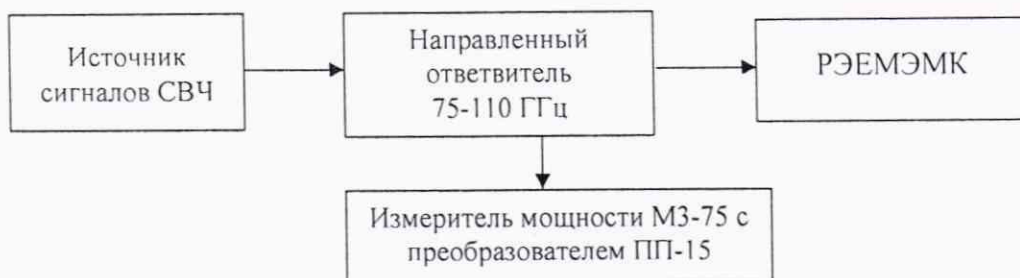 Источник
сигналов СВЧ
Направленный
ответвитель
75-110 ГГц
РЭЕМЭМК
Измеритель мощности М3-75 с
преобразователем ПП-15